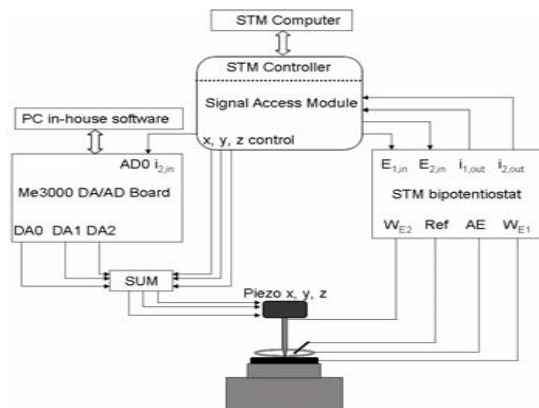 STM Computer
STM Controller
Signal Access Module
x, y, z control
PC in-house software
AD0 i2,in
Me3000 DA/AD Board
DA0 DA1 DA2
E1,in E2,in i1,out i2,out
STM bipotentiostat
WE2 Ref AE WE1
SUM
Piezo x, y, z